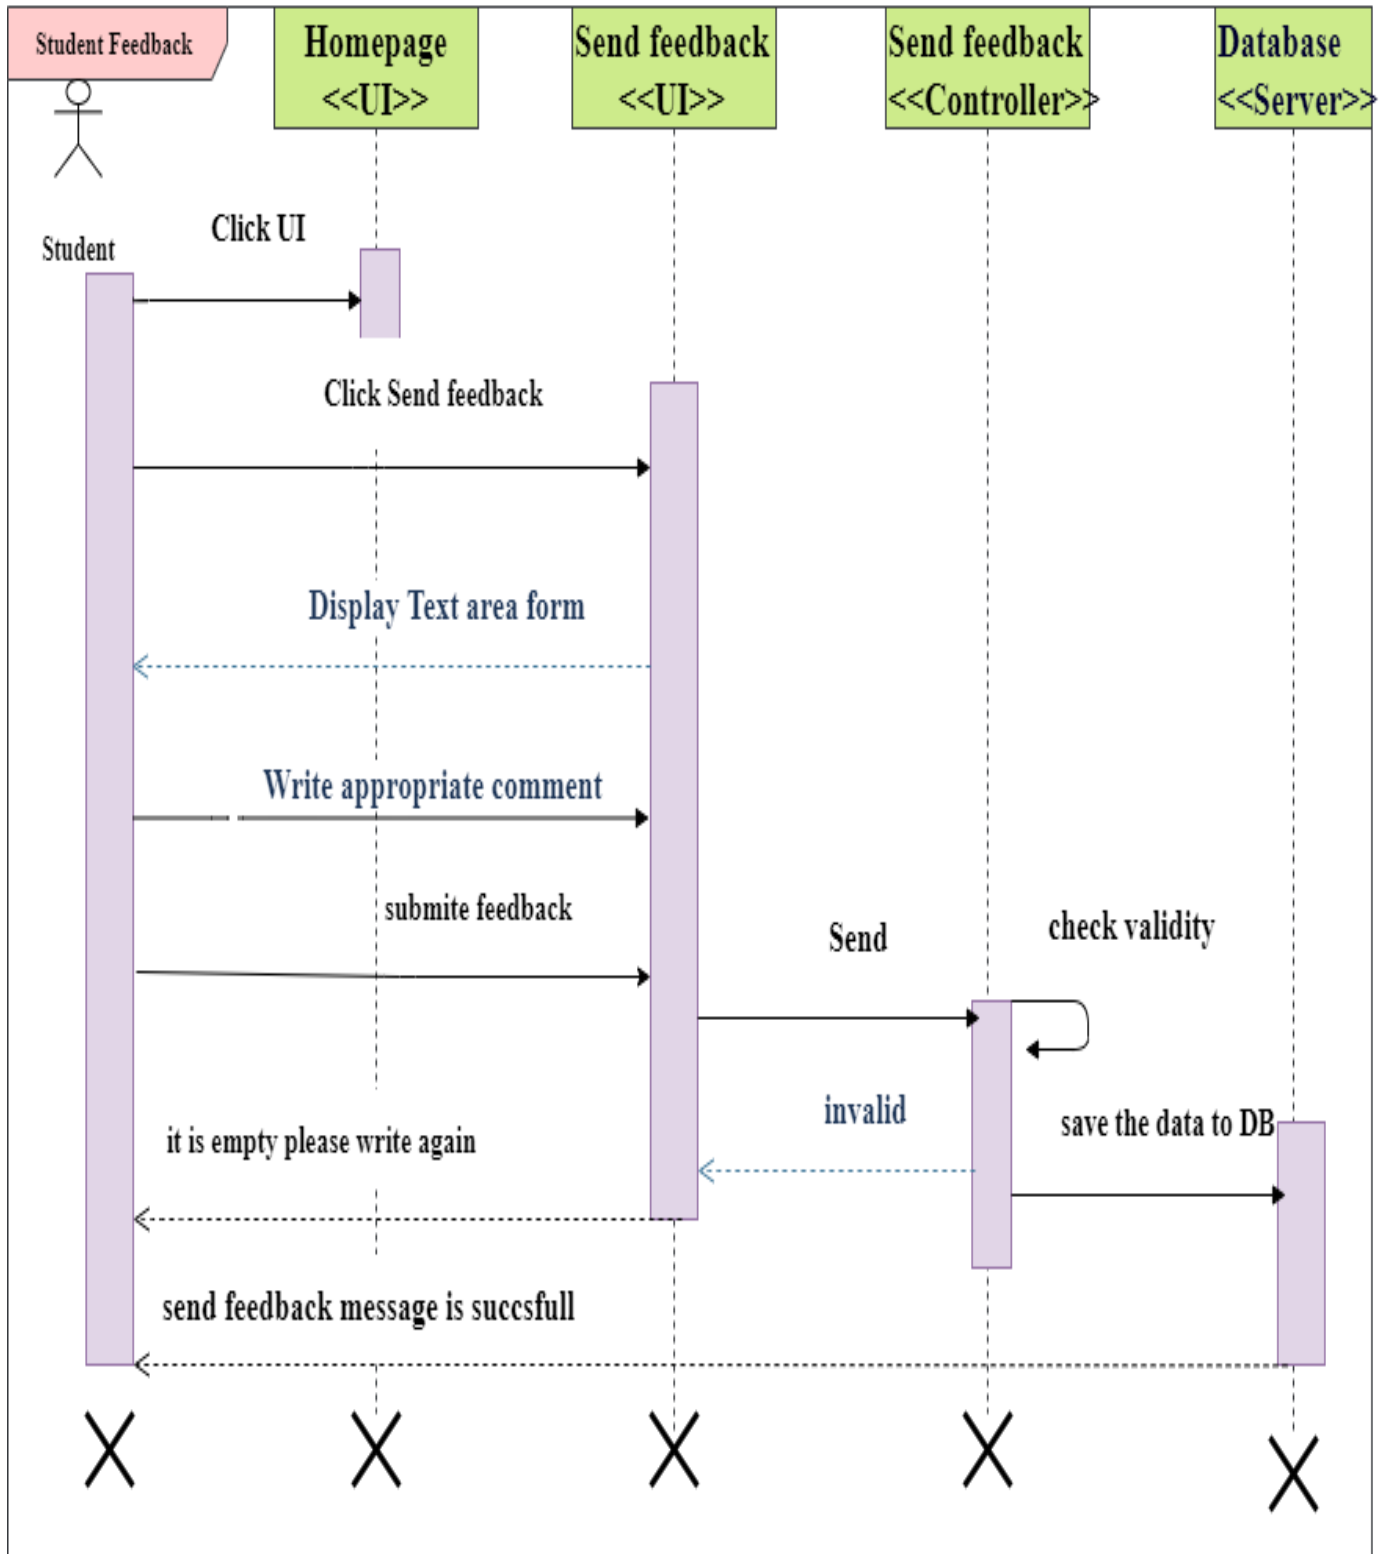 Student Feedback
Homepage
<<UI>>
Send feedback
<<UI>>
Send feedback
<<Controller>>
Database
<<Server>>
Student
Click UI
Click Send feedback
Display Text area form
Write appropriate comment
submite feedback
Send
check validity
invalid
save the data to DB
it is empty please write again
send feedback message is succsfull